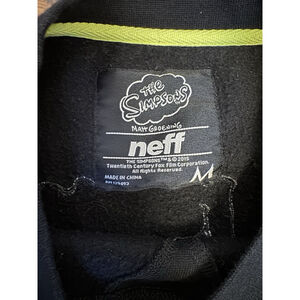 THE
SIMPSONS
MATT GROENING
neff
THE SIMPSONS™ & © 2015
Twentieth Century Fox Film Corporation.
All Rights Reserved.
MADE IN CHINA
M